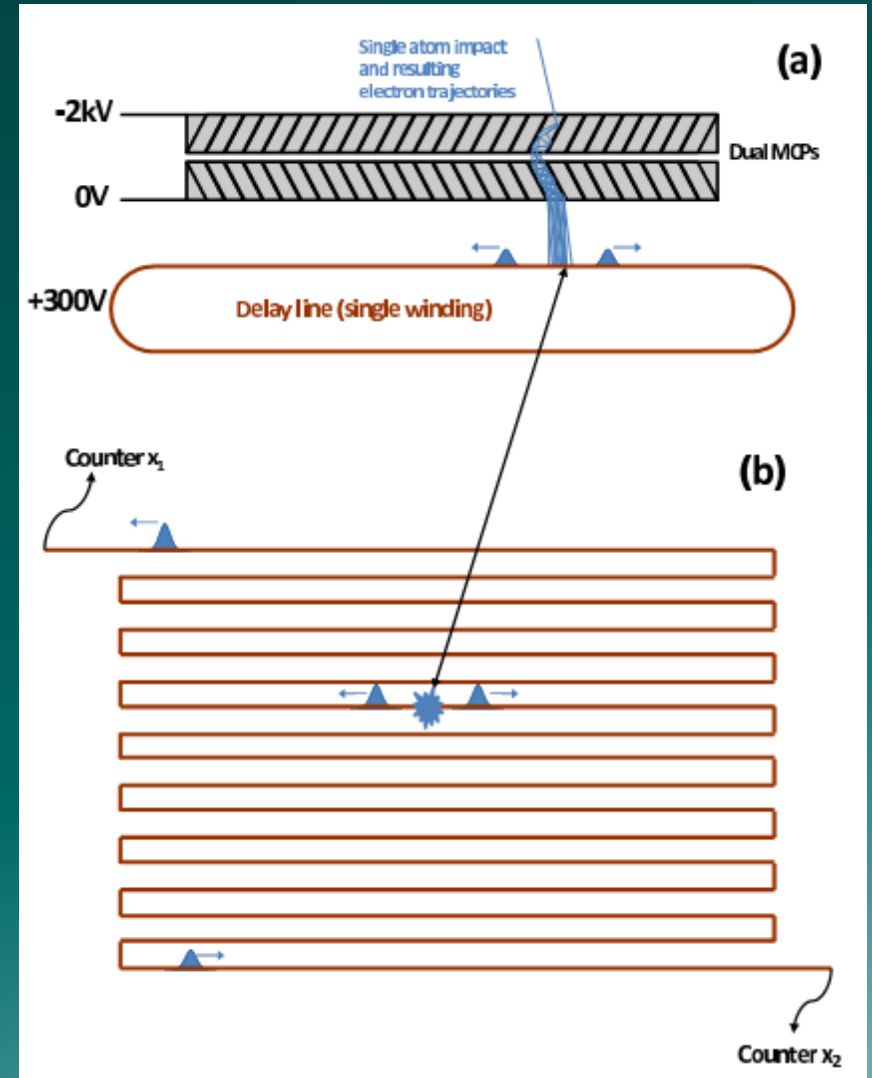 Single atom impact
and resulting
electron trajectories
(a)
-2kV
Dual MCPs
0V
+300V
Delay line (single winding)
Counter x₁
(b)
Counter x₂